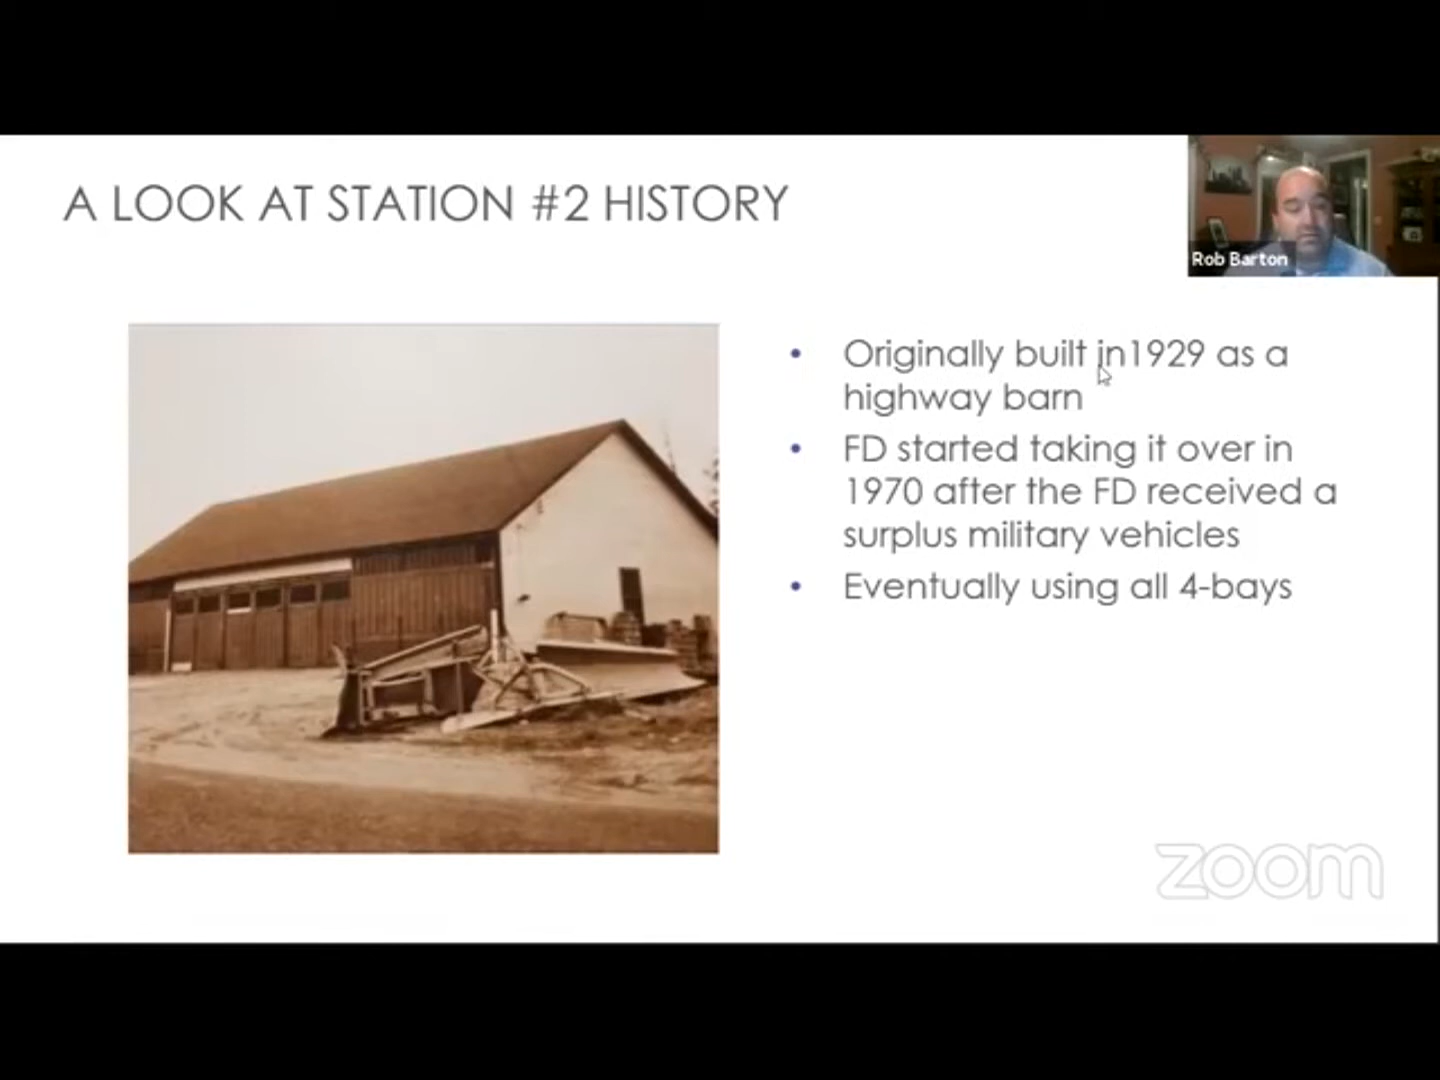 A LOOK AT STATION #2 HISTORY
Rob Barton
• Originally built in1929 as a
highway barn
• FD started taking it over in
1970 after the FD received a
surplus military vehicles
• Eventually using all 4-bays
zoom